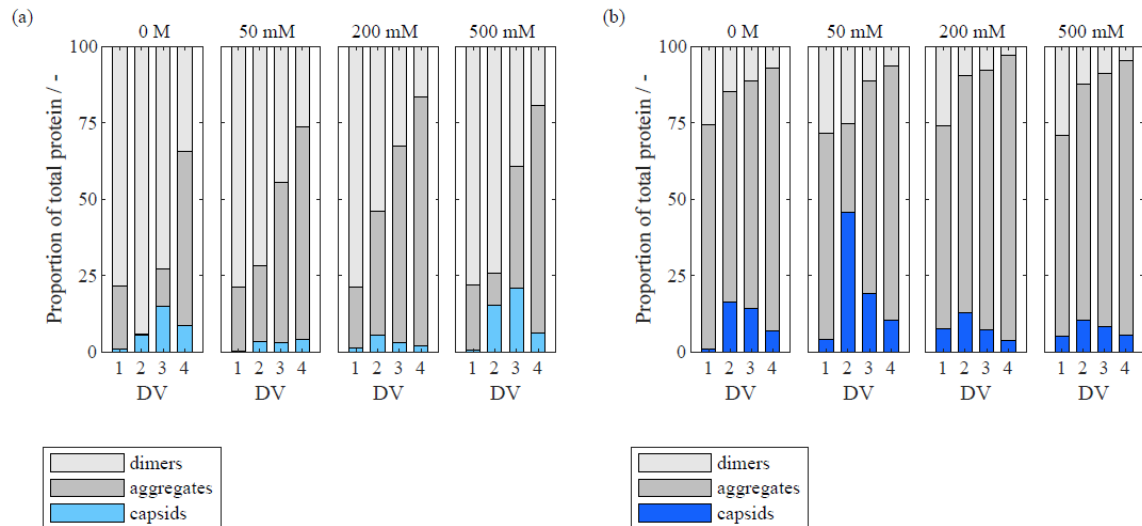 (a)
0 M 50 mM 200 mM 500 mM
Proportion of total protein / -
100
75
50
25
0
1 2 3 4 1 2 3 4 1 2 3 4 1 2 3 4
DV DV DV DV
dimers
aggregates
capsids
(b)
0 M 50 mM 200 mM 500 mM
Proportion of total protein / -
100
75
50
25
0
1 2 3 4 1 2 3 4 1 2 3 4 1 2 3 4
DV DV DV DV
dimers
aggregates
capsids